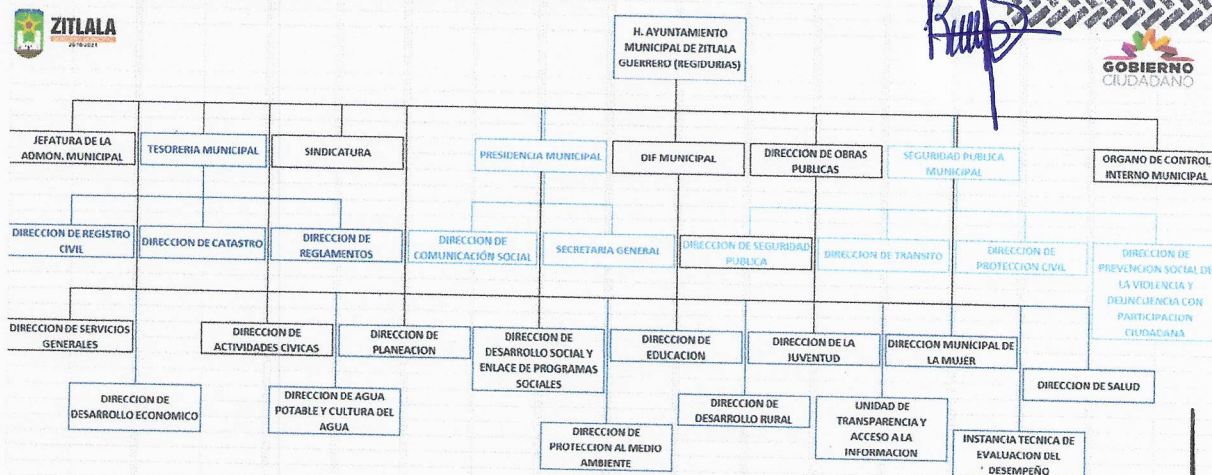 ZITLALA
GOBIERNO MUNICIPAL
2018-2021
H. AYUNTAMIENTO
MUNICIPAL DE ZITLALA
GUERRERO (REGIDURIAS)
GOBIERNO
CIUDADANO
JEFATURA DE LA
ADMON. MUNICIPAL
TESORERIA MUNICIPAL
SINDICATURA
PRESIDENCIA MUNICIPAL
DIF MUNICIPAL
DIRECCION DE OBRAS
PUBLICAS
SEGURIDAD PUBLICA
MUNICIPAL
ORGANO DE CONTROL
INTERNO MUNICIPAL
DIRECCION DE REGISTRO
CIVIL
DIRECCION DE CATASTRO
DIRECCION DE
REGLAMENTOS
DIRECCION DE
COMUNICACIÓN SOCIAL
SECRETARIA GENERAL
DIRECCION DE SEGURIDAD
PUBLICA
DIRECCION DE TRANSITO
DIRECCION DE
PROTECCION CIVIL
DIRECCION DE
PREVENCION SOCIAL DE
LA VIOLENCIA Y
DELINCUENCIA CON
PARTICIPACION
CIUDADANA
DIRECCION DE SERVICIOS
GENERALES
DIRECCION DE
ACTIVIDADES CIVICAS
DIRECCION DE
PLANEACION
DIRECCION DE
DESARROLLO SOCIAL Y
ENLACE DE PROGRAMAS
SOCIALES
DIRECCION DE
EDUCACION
DIRECCION DE LA
JUVENTUD
DIRECCION MUNICIPAL DE
LA MUJER
DIRECCION DE SALUD
DIRECCION DE
DESARROLLO ECONOMICO
DIRECCION DE AGUA
POTABLE Y CULTURA DEL
AGUA
DIRECCION DE
PROTECCION AL MEDIO
AMBIENTE
DIRECCION DE
DESARROLLO RURAL
UNIDAD DE
TRANSPARENCIA Y
ACCESO A LA
INFORMACION
INSTANCIA TECNICA DE
EVALUACION DEL
DESEMPEÑO